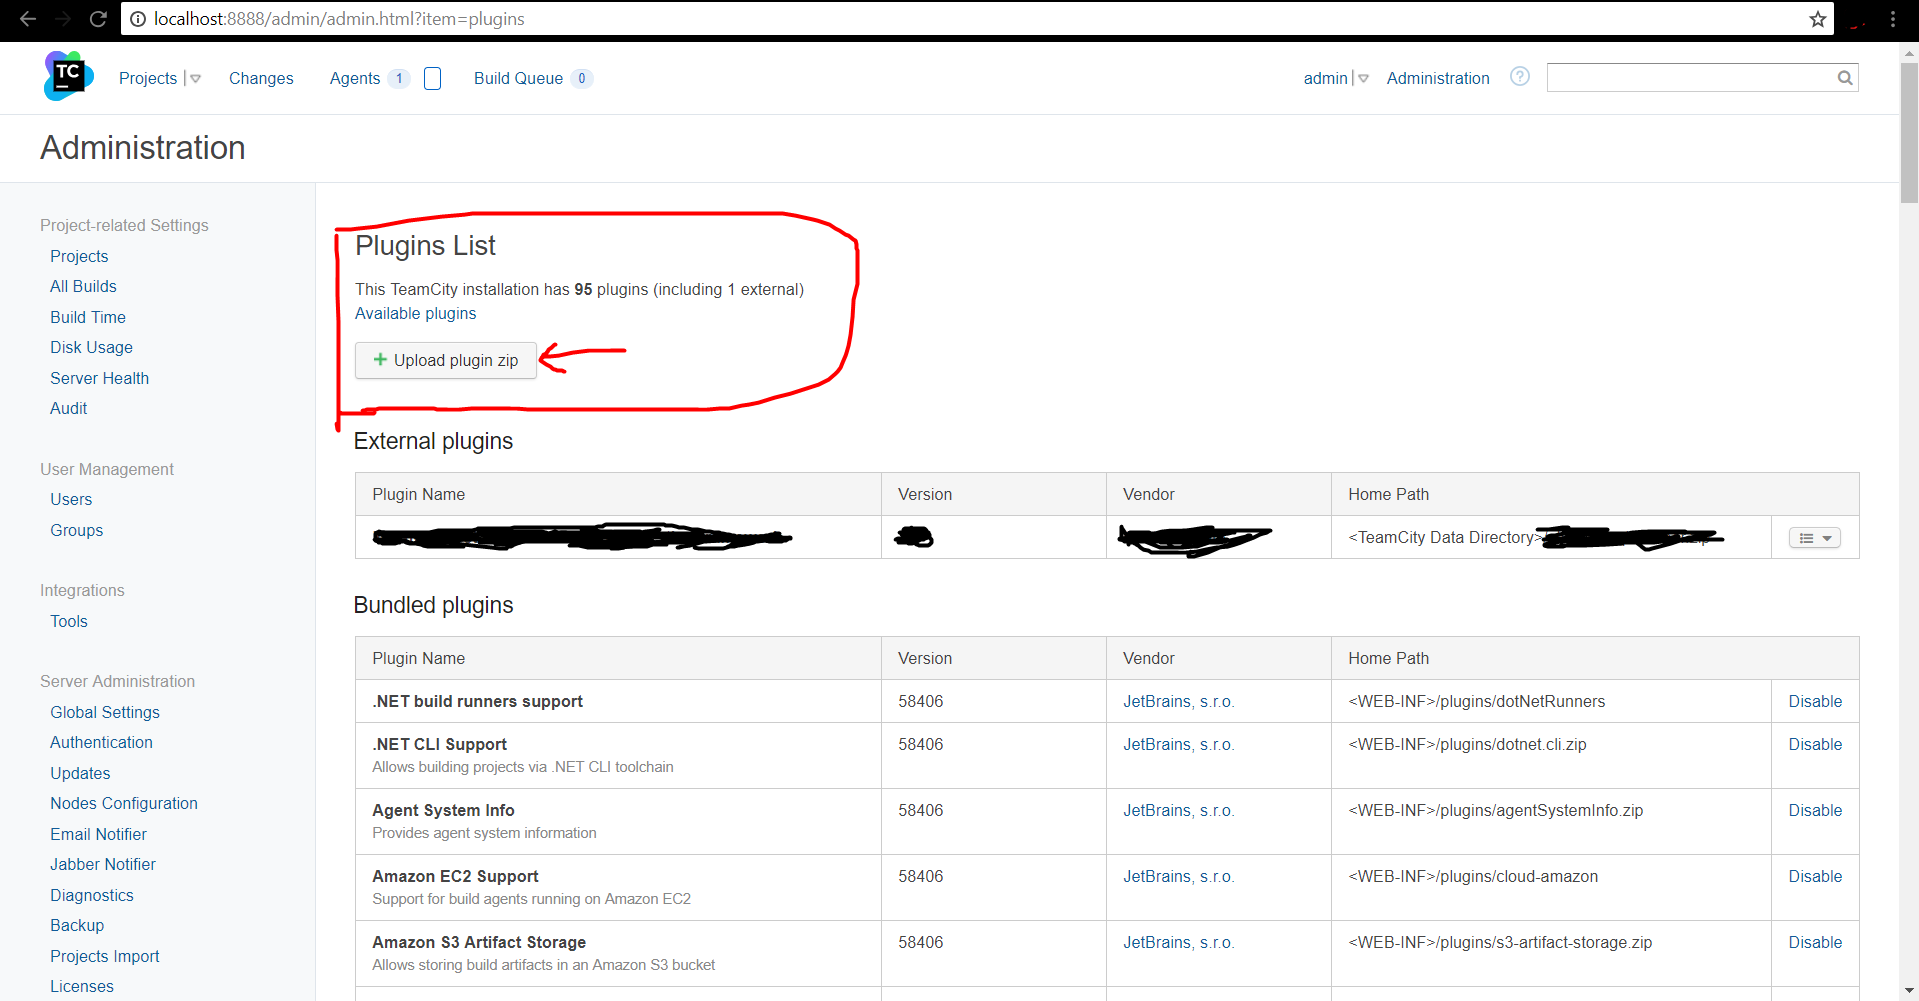 localhost:8888/admin/admin.html?item=plugins
TC
Projects
Changes
Agents 1
Build Queue 0
admin
Administration
?
Administration
Project-related Settings
Projects
All Builds
Build Time
Disk Usage
Server Health
Audit
User Management
Users
Groups
Integrations
Tools
Server Administration
Global Settings
Authentication
Updates
Nodes Configuration
Email Notifier
Jabber Notifier
Diagnostics
Backup
Projects Import
Licenses
Plugins List
This TeamCity installation has 95 plugins (including 1 external)
Available plugins
+ Upload plugin zip
External plugins
Plugin Name Version Vendor Home Path
<TeamCity Data Directory>
Bundled plugins
Plugin Name Version Vendor Home Path
.NET build runners support 58406 JetBrains, s.r.o. <WEB-INF>/plugins/dotNetRunners Disable
.NET CLI Support 58406 JetBrains, s.r.o. <WEB-INF>/plugins/dotnet.cli.zip Disable
Allows building projects via .NET CLI toolchain
Agent System Info 58406 JetBrains, s.r.o. <WEB-INF>/plugins/agentSystemInfo.zip Disable
Provides agent system information
Amazon EC2 Support 58406 JetBrains, s.r.o. <WEB-INF>/plugins/cloud-amazon Disable
Support for build agents running on Amazon EC2
Amazon S3 Artifact Storage 58406 JetBrains, s.r.o. <WEB-INF>/plugins/s3-artifact-storage.zip Disable
Allows storing build artifacts in an Amazon S3 bucket